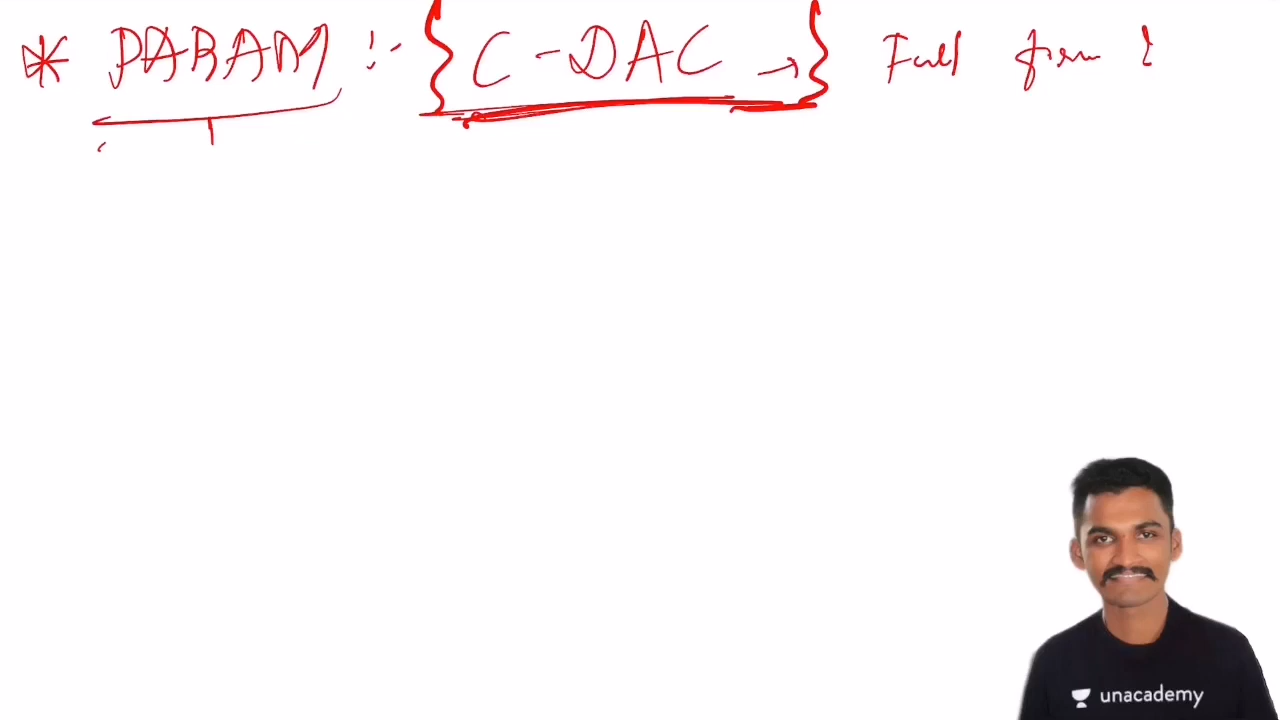 * PARAM :- { C-DAC → } Full form ?
unacademy